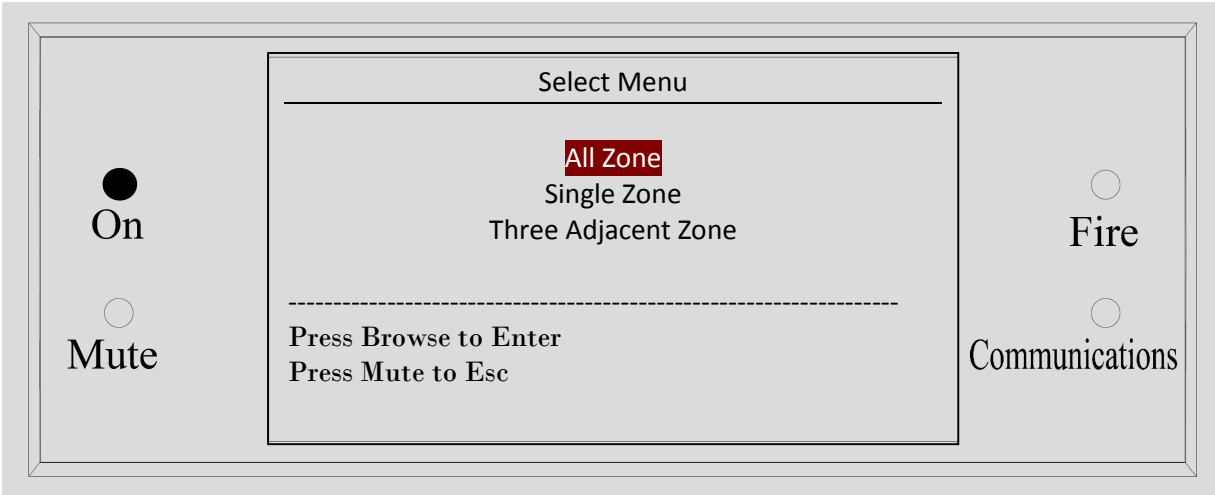 Select Menu
All Zone
Single Zone
Three Adjacent Zone
--------------------------------------------------------------------
Press Browse to Enter
Press Mute to Esc
On
Mute
Fire
Communications